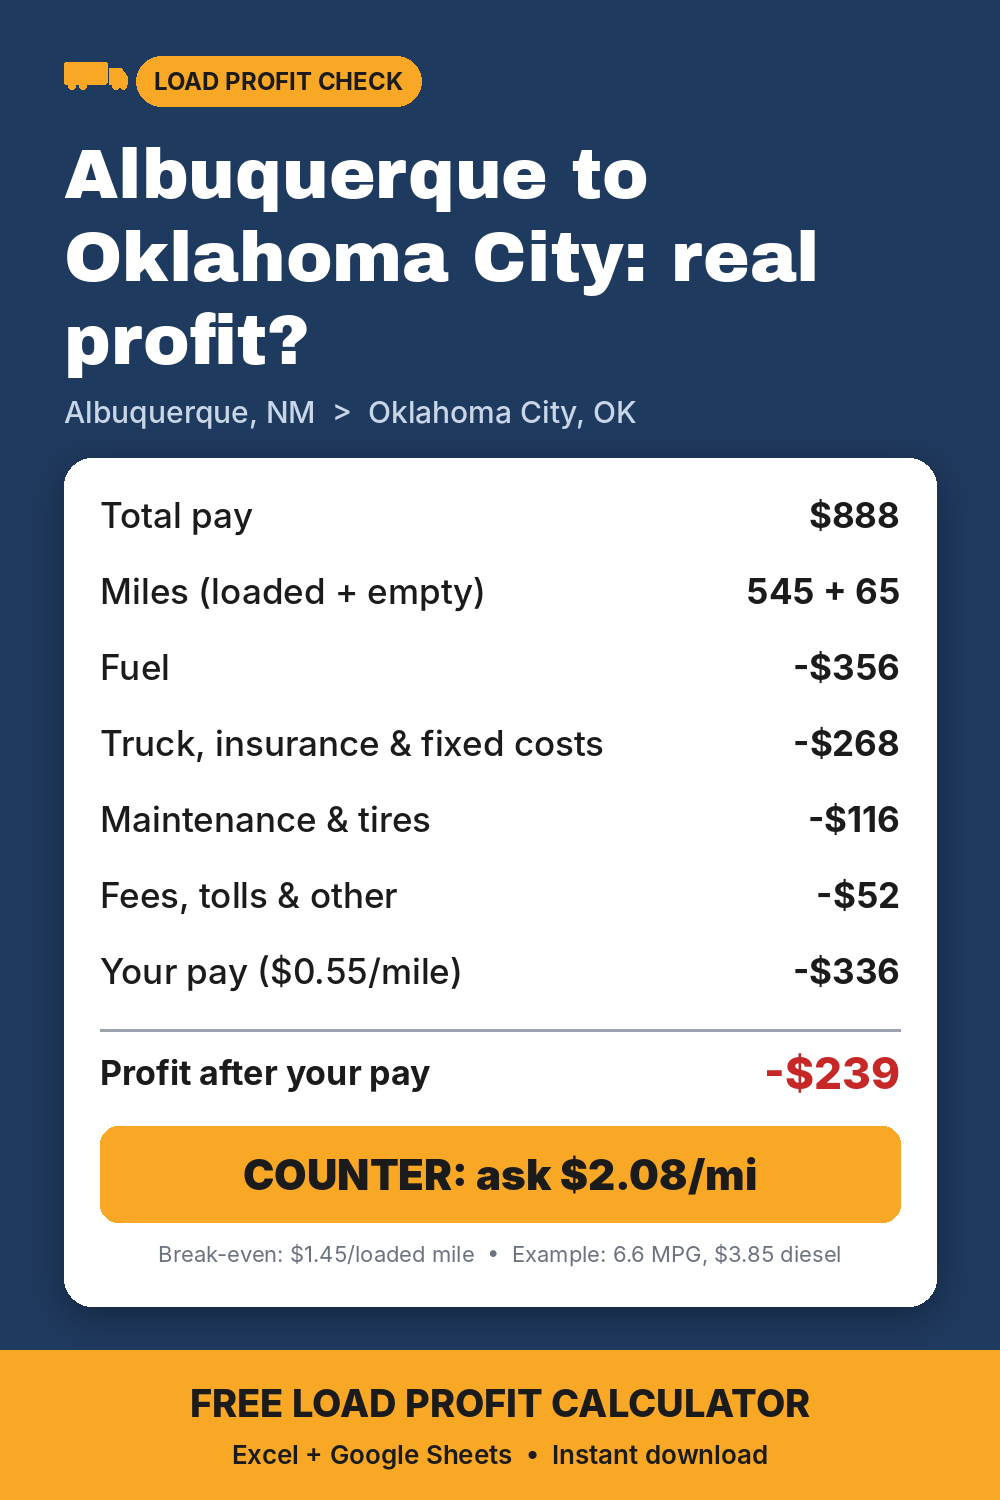 LOAD PROFIT CHECK
Albuquerque to
Oklahoma City: real
profit?
Albuquerque, NM > Oklahoma City, OK
Total pay $888
Miles (loaded + empty) 545 + 65
Fuel -$356
Truck, insurance & fixed costs -$268
Maintenance & tires -$116
Fees, tolls & other -$52
Your pay ($0.55/mile) -$336
Profit after your pay -$239
COUNTER: ask $2.08/mi
Break-even: $1.45/loaded mile • Example: 6.6 MPG, $3.85 diesel
FREE LOAD PROFIT CALCULATOR
Excel + Google Sheets • Instant download